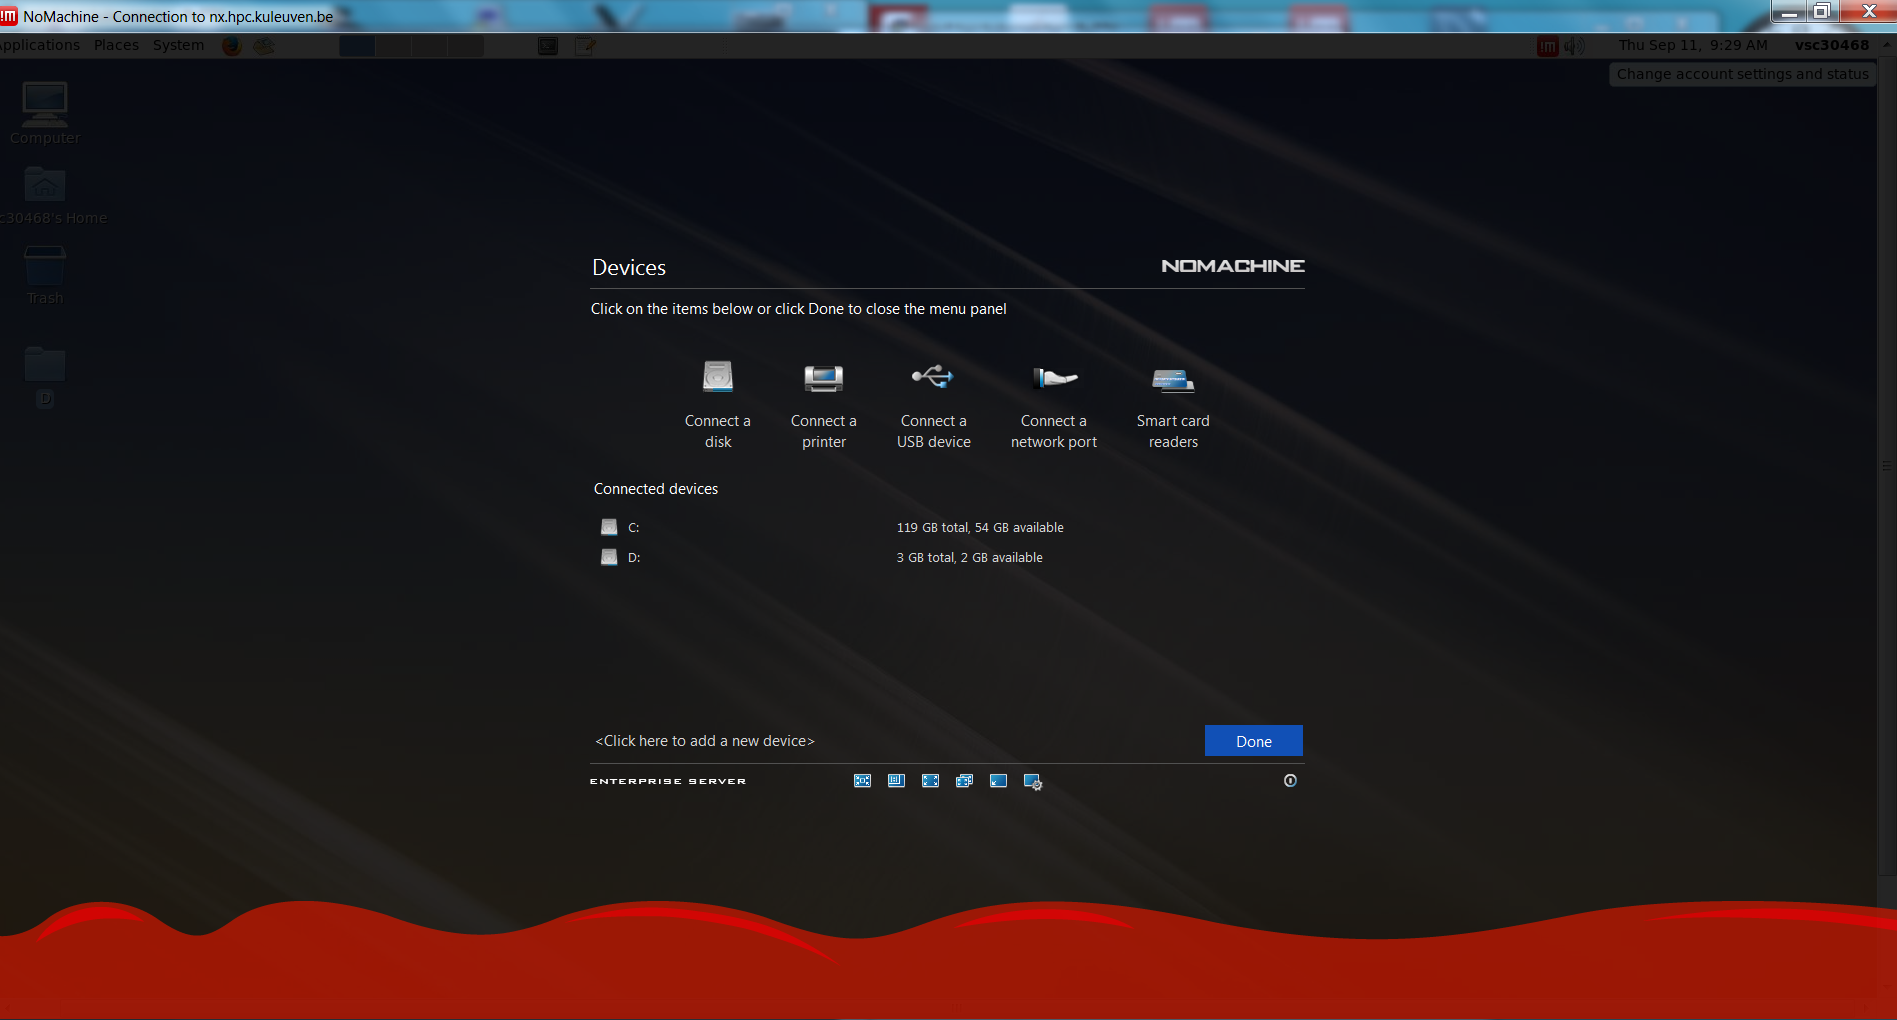 !M NoMachine - Connection to nx.hpc.kuleuven.be
pplications Places System
!m Thu Sep 11, 9:29 AM vsc30468
Change account settings and status
Computer
c30468's Home
Trash
D
Devices
NOMACHINE
Click on the items below or click Done to close the menu panel
Connect a
disk
Connect a
printer
Connect a
USB device
Connect a
network port
Smart card
readers
Connected devices
C: 119 GB total, 54 GB available
D: 3 GB total, 2 GB available
<Click here to add a new device>
Done
ENTERPRISE SERVER